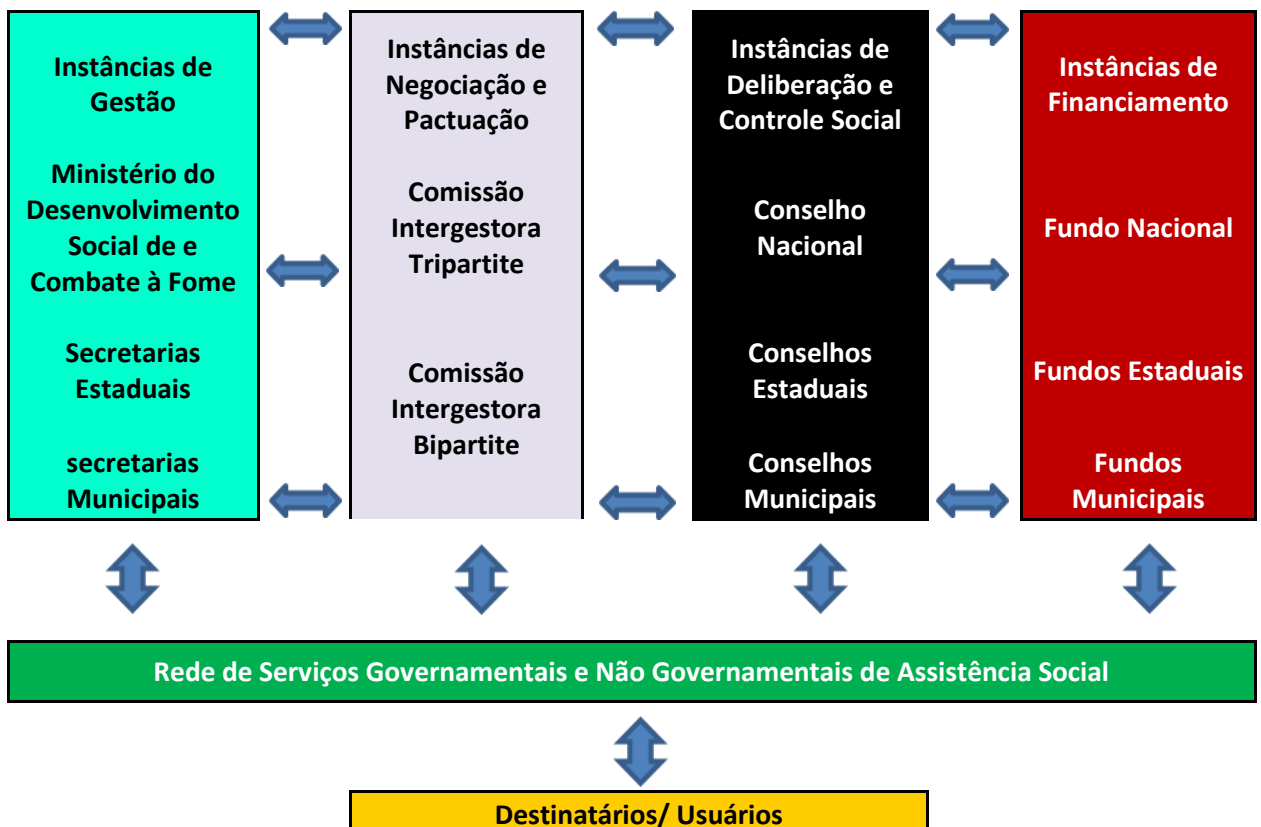 Instâncias de
Gestão
Ministério do
Desenvolvimento
Social de e
Combate à Fome
Secretarias
Estaduais
secretarias
Municipais
Instâncias de
Negociação e
Pactuação
Comissão
Intergestora
Tripartite
Comissão
Intergestora
Bipartite
Instâncias de
Deliberação e
Controle Social
Conselho
Nacional
Conselhos
Estaduais
Conselhos
Municipais
Instâncias de
Financiamento
Fundo Nacional
Fundos Estaduais
Fundos
Municipais
Rede de Serviços Governamentais e Não Governamentais de Assistência Social
Destinatários/ Usuários